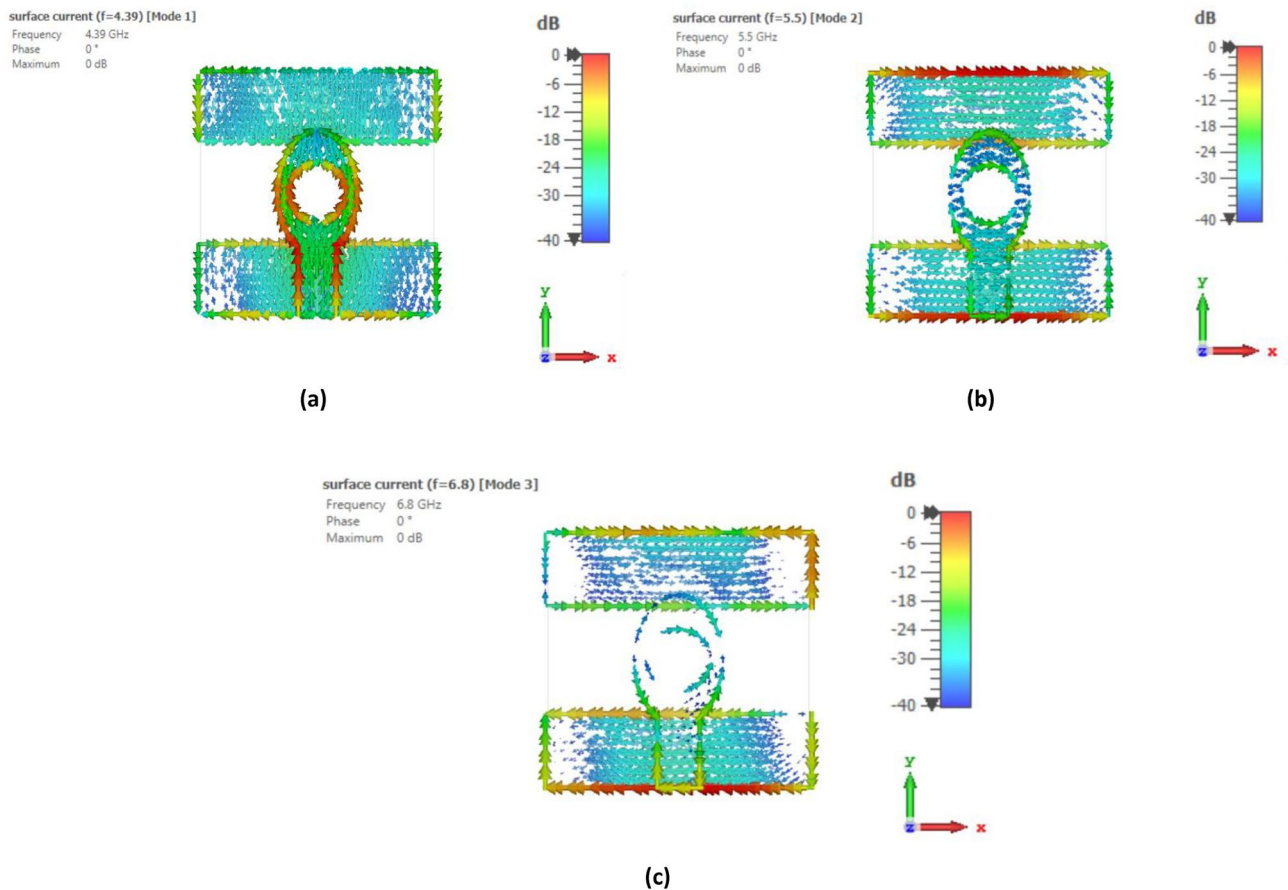 surface current (f=4.39) [Mode 1]
Frequency 4.39 GHz
Phase 0 °
Maximum 0 dB
dB
0
-6
-12
-18
-24
-30
-40
y
z
x
(a)
surface current (f=5.5) [Mode 2]
Frequency 5.5 GHz
Phase 0 °
Maximum 0 dB
dB
0
-6
-12
-18
-24
-30
-40
y
z
x
(b)
surface current (f=6.8) [Mode 3]
Frequency 6.8 GHz
Phase 0 °
Maximum 0 dB
dB
0
-6
-12
-18
-24
-30
-40
y
z
x
(c)